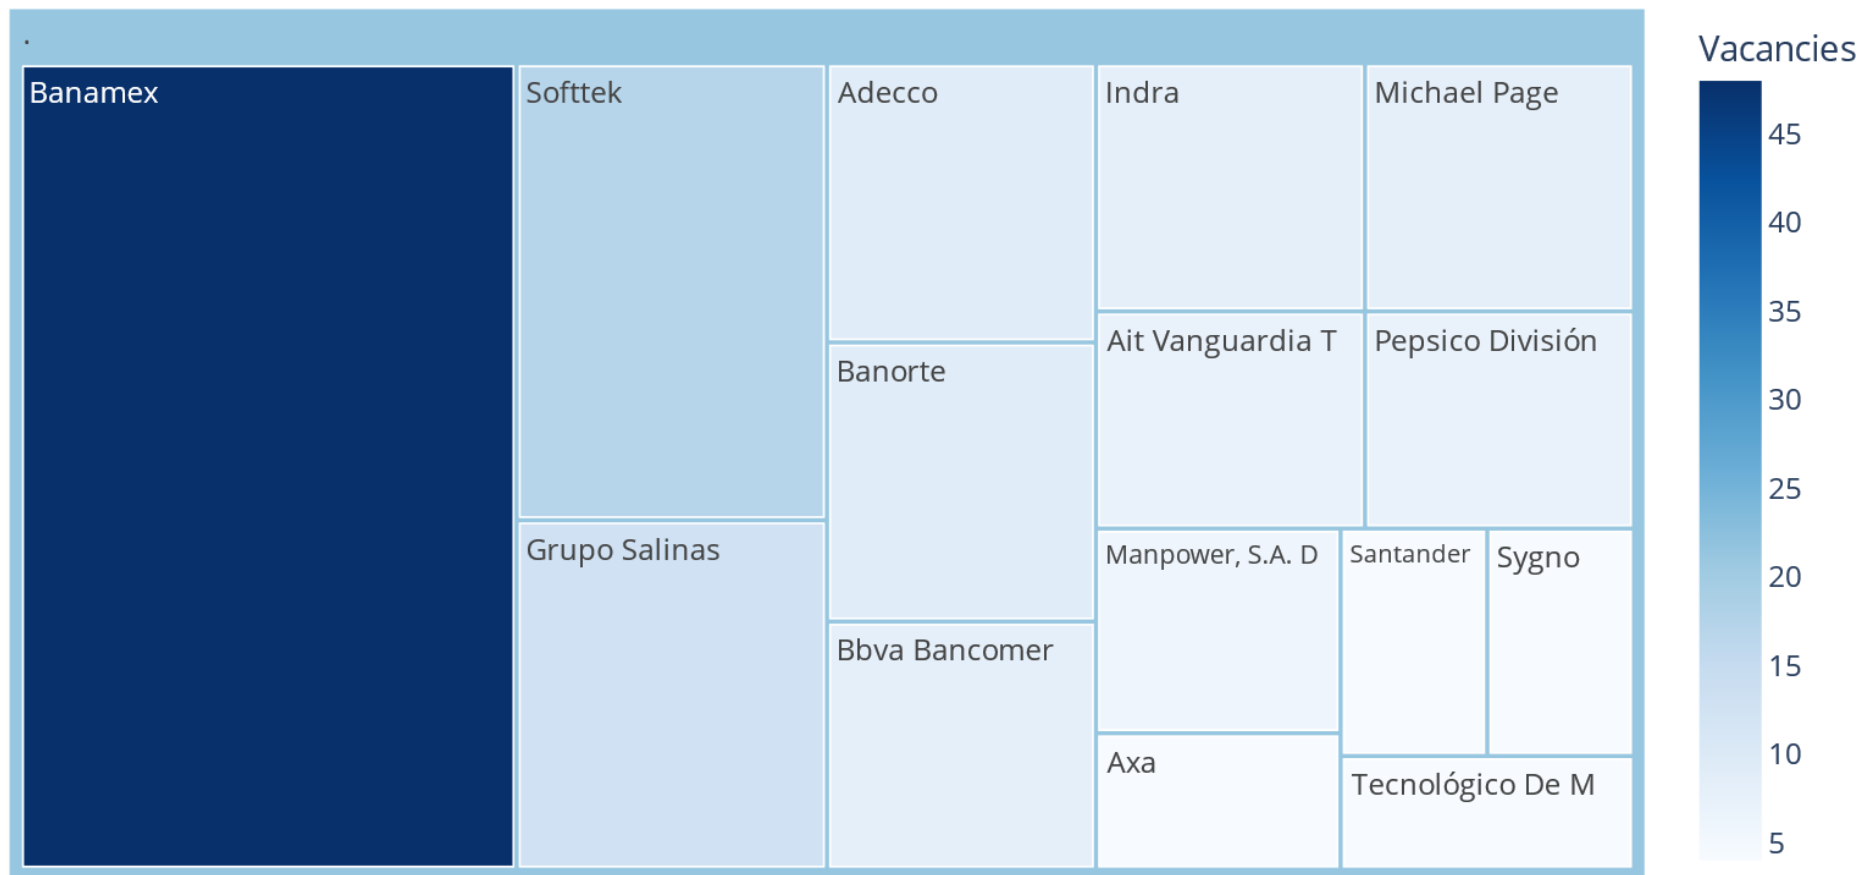 .
Banamex
Softtek
Grupo Salinas
Adecco
Banorte
Bbva Bancomer
Indra
Michael Page
Ait Vanguardia T
Pepsico División
Manpower, S.A. D
Santander
Sygno
Axa
Tecnológico De M
Vacancies
45
40
35
30
25
20
15
10
5